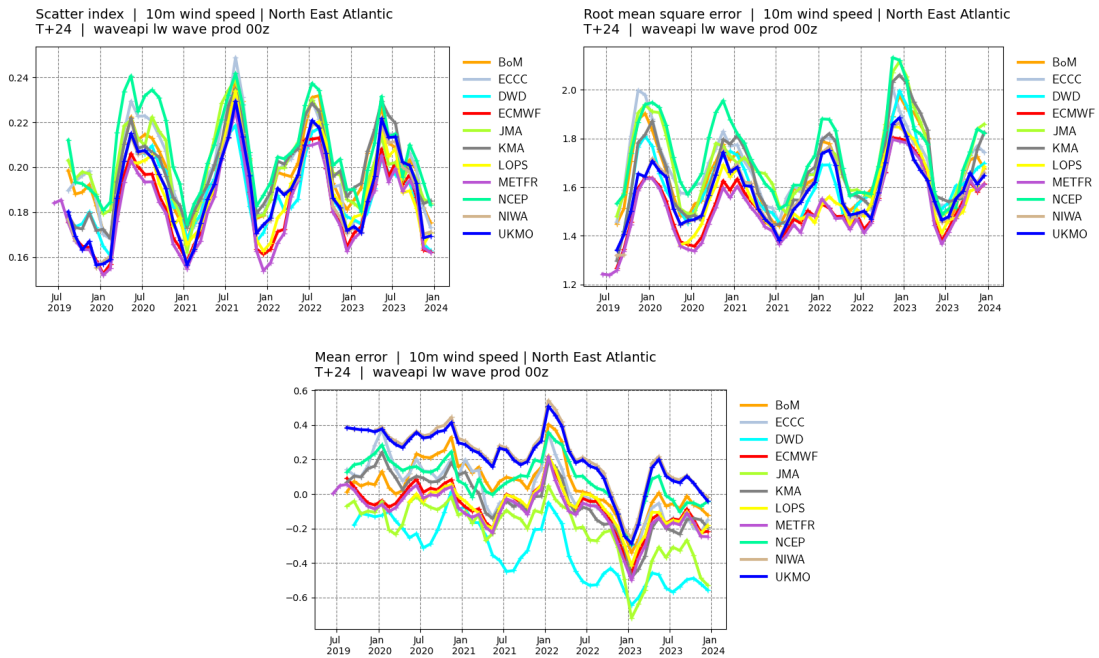 Scatter index | 10m wind speed | North East Atlantic
T+24 | waveapi lw wave prod 00z
0.24
0.22
0.20
0.18
0.16
Jul 2019
Jan 2020
Jul 2020
Jan 2021
Jul 2021
Jan 2022
Jul 2022
Jan 2023
Jul 2023
Jan 2024
BoM
ECCC
DWD
ECMWF
JMA
KMA
LOPS
METFR
NCEP
NIWA
UKMO
Root mean square error | 10m wind speed | North East Atlantic
T+24 | waveapi lw wave prod 00z
2.0
1.8
1.6
1.4
1.2
Jul 2019
Jan 2020
Jul 2020
Jan 2021
Jul 2021
Jan 2022
Jul 2022
Jan 2023
Jul 2023
Jan 2024
BoM
ECCC
DWD
ECMWF
JMA
KMA
LOPS
METFR
NCEP
NIWA
UKMO
Mean error | 10m wind speed | North East Atlantic
T+24 | waveapi lw wave prod 00z
0.6
0.4
0.2
0.0
−0.2
−0.4
−0.6
Jul 2019
Jan 2020
Jul 2020
Jan 2021
Jul 2021
Jan 2022
Jul 2022
Jan 2023
Jul 2023
Jan 2024
BoM
ECCC
DWD
ECMWF
JMA
KMA
LOPS
METFR
NCEP
NIWA
UKMO